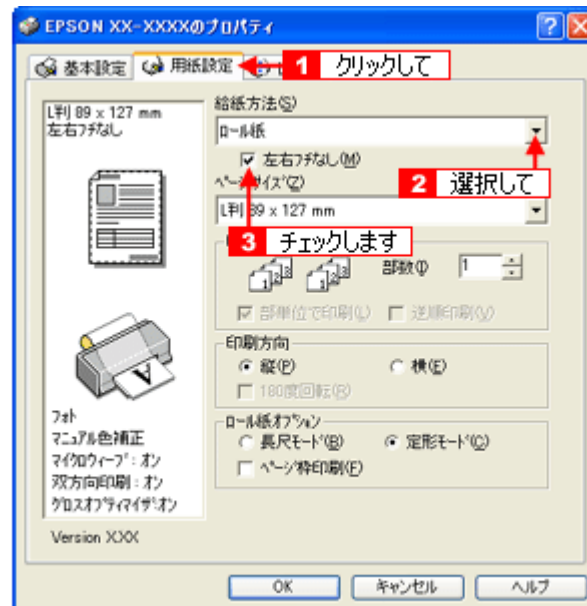 EPSON XX-XXXXのプロパティ
基本設定
用紙設定
1 クリックして
L判 89 x 127 mm
左右フチなし
給紙方法(S)
ロール紙
左右フチなし(M)
2 選択して
L判 89 x 127 mm
3 チェックします
部数(I) 1
部単位で印刷(L) 逆順印刷(V)
印刷方向
縦(P) 横(E)
180度回転(R)
ロール紙オプション
長尺モード(B) 定形モード(C)
ページ枠印刷(F)
フォト
マニュアル色補正
マイクロウィーブ : オン
双方向印刷 : オン
グロスオプティマイザ:オン
Version X.XX
OK キャンセル ヘルプ